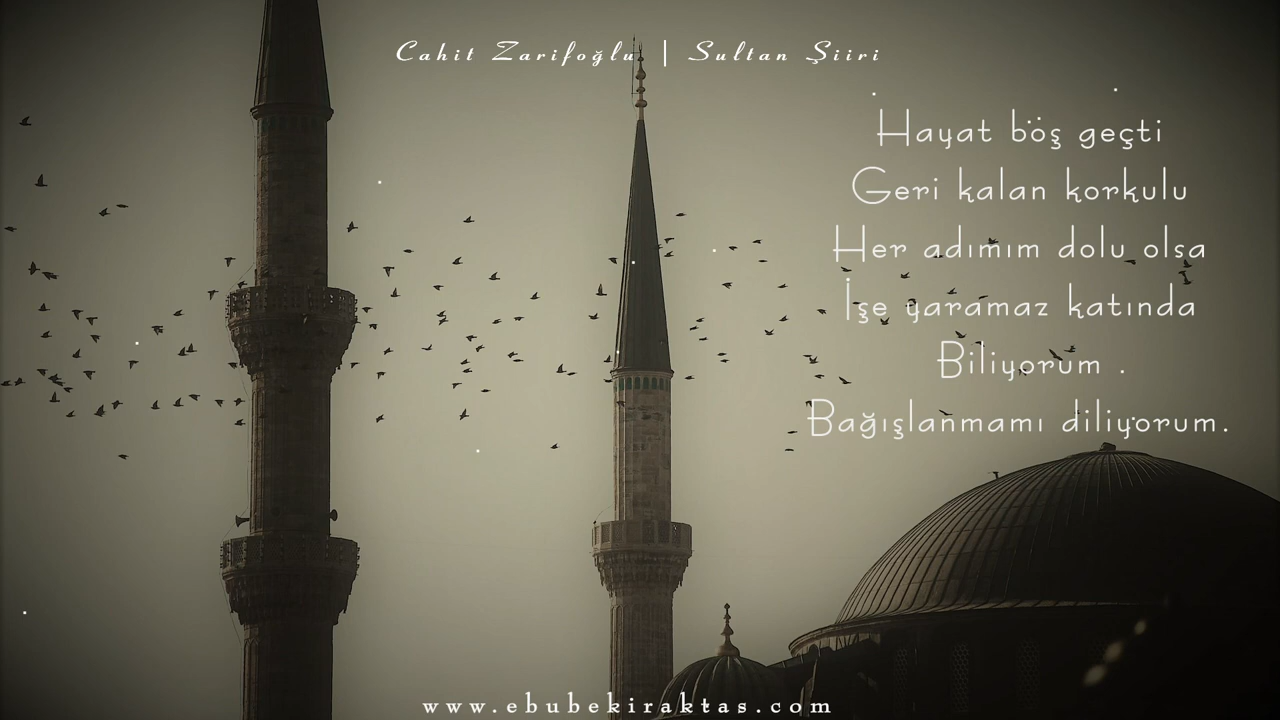 Cahit Zarifoğlu | Sultan Şiiri
Hayat böş geçti
Geri kalan korkulu
Her adımım dolu olsa
İşe yaramaz katında
Biliyorum .
Bağışlanmamı diliyorum.
www.ebubekiraktas.com